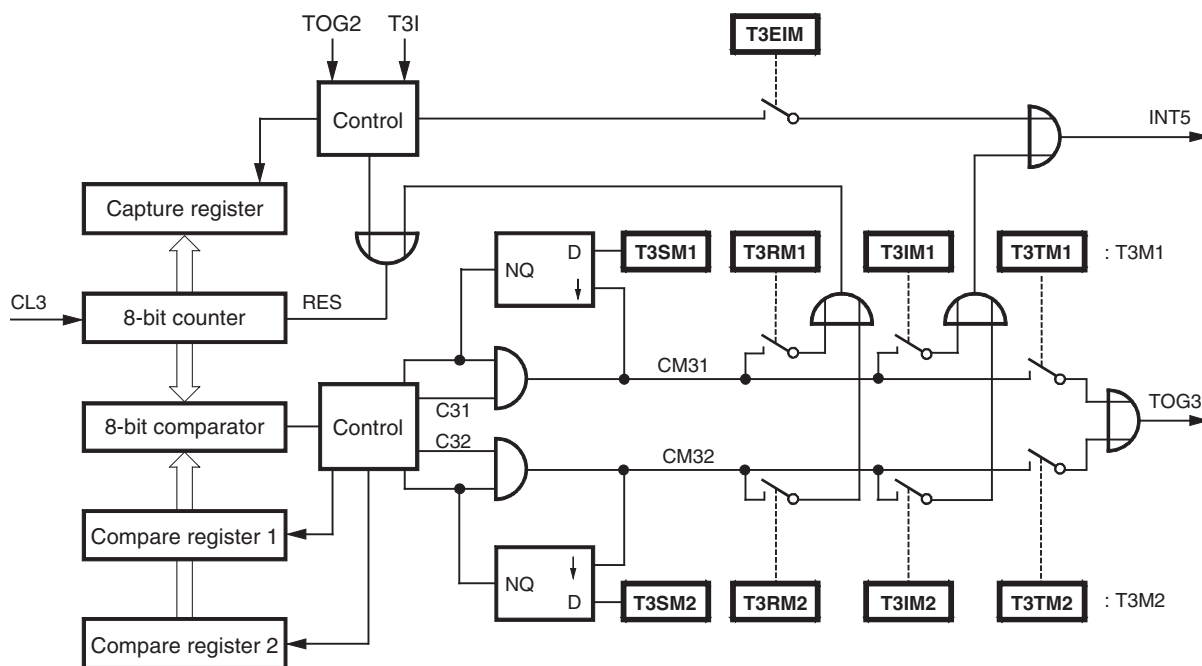 TOG2 T3I
T3EIM
Control
INT5
Capture register
NQ D
T3SM1 T3RM1 T3IM1 T3TM1 : T3M1
CL3
8-bit counter
RES
CM31
C31
8-bit comparator
Control
TOG3
C32
CM32
Compare register 1
NQ D
T3SM2 T3RM2 T3IM2 T3TM2 : T3M2
Compare register 2